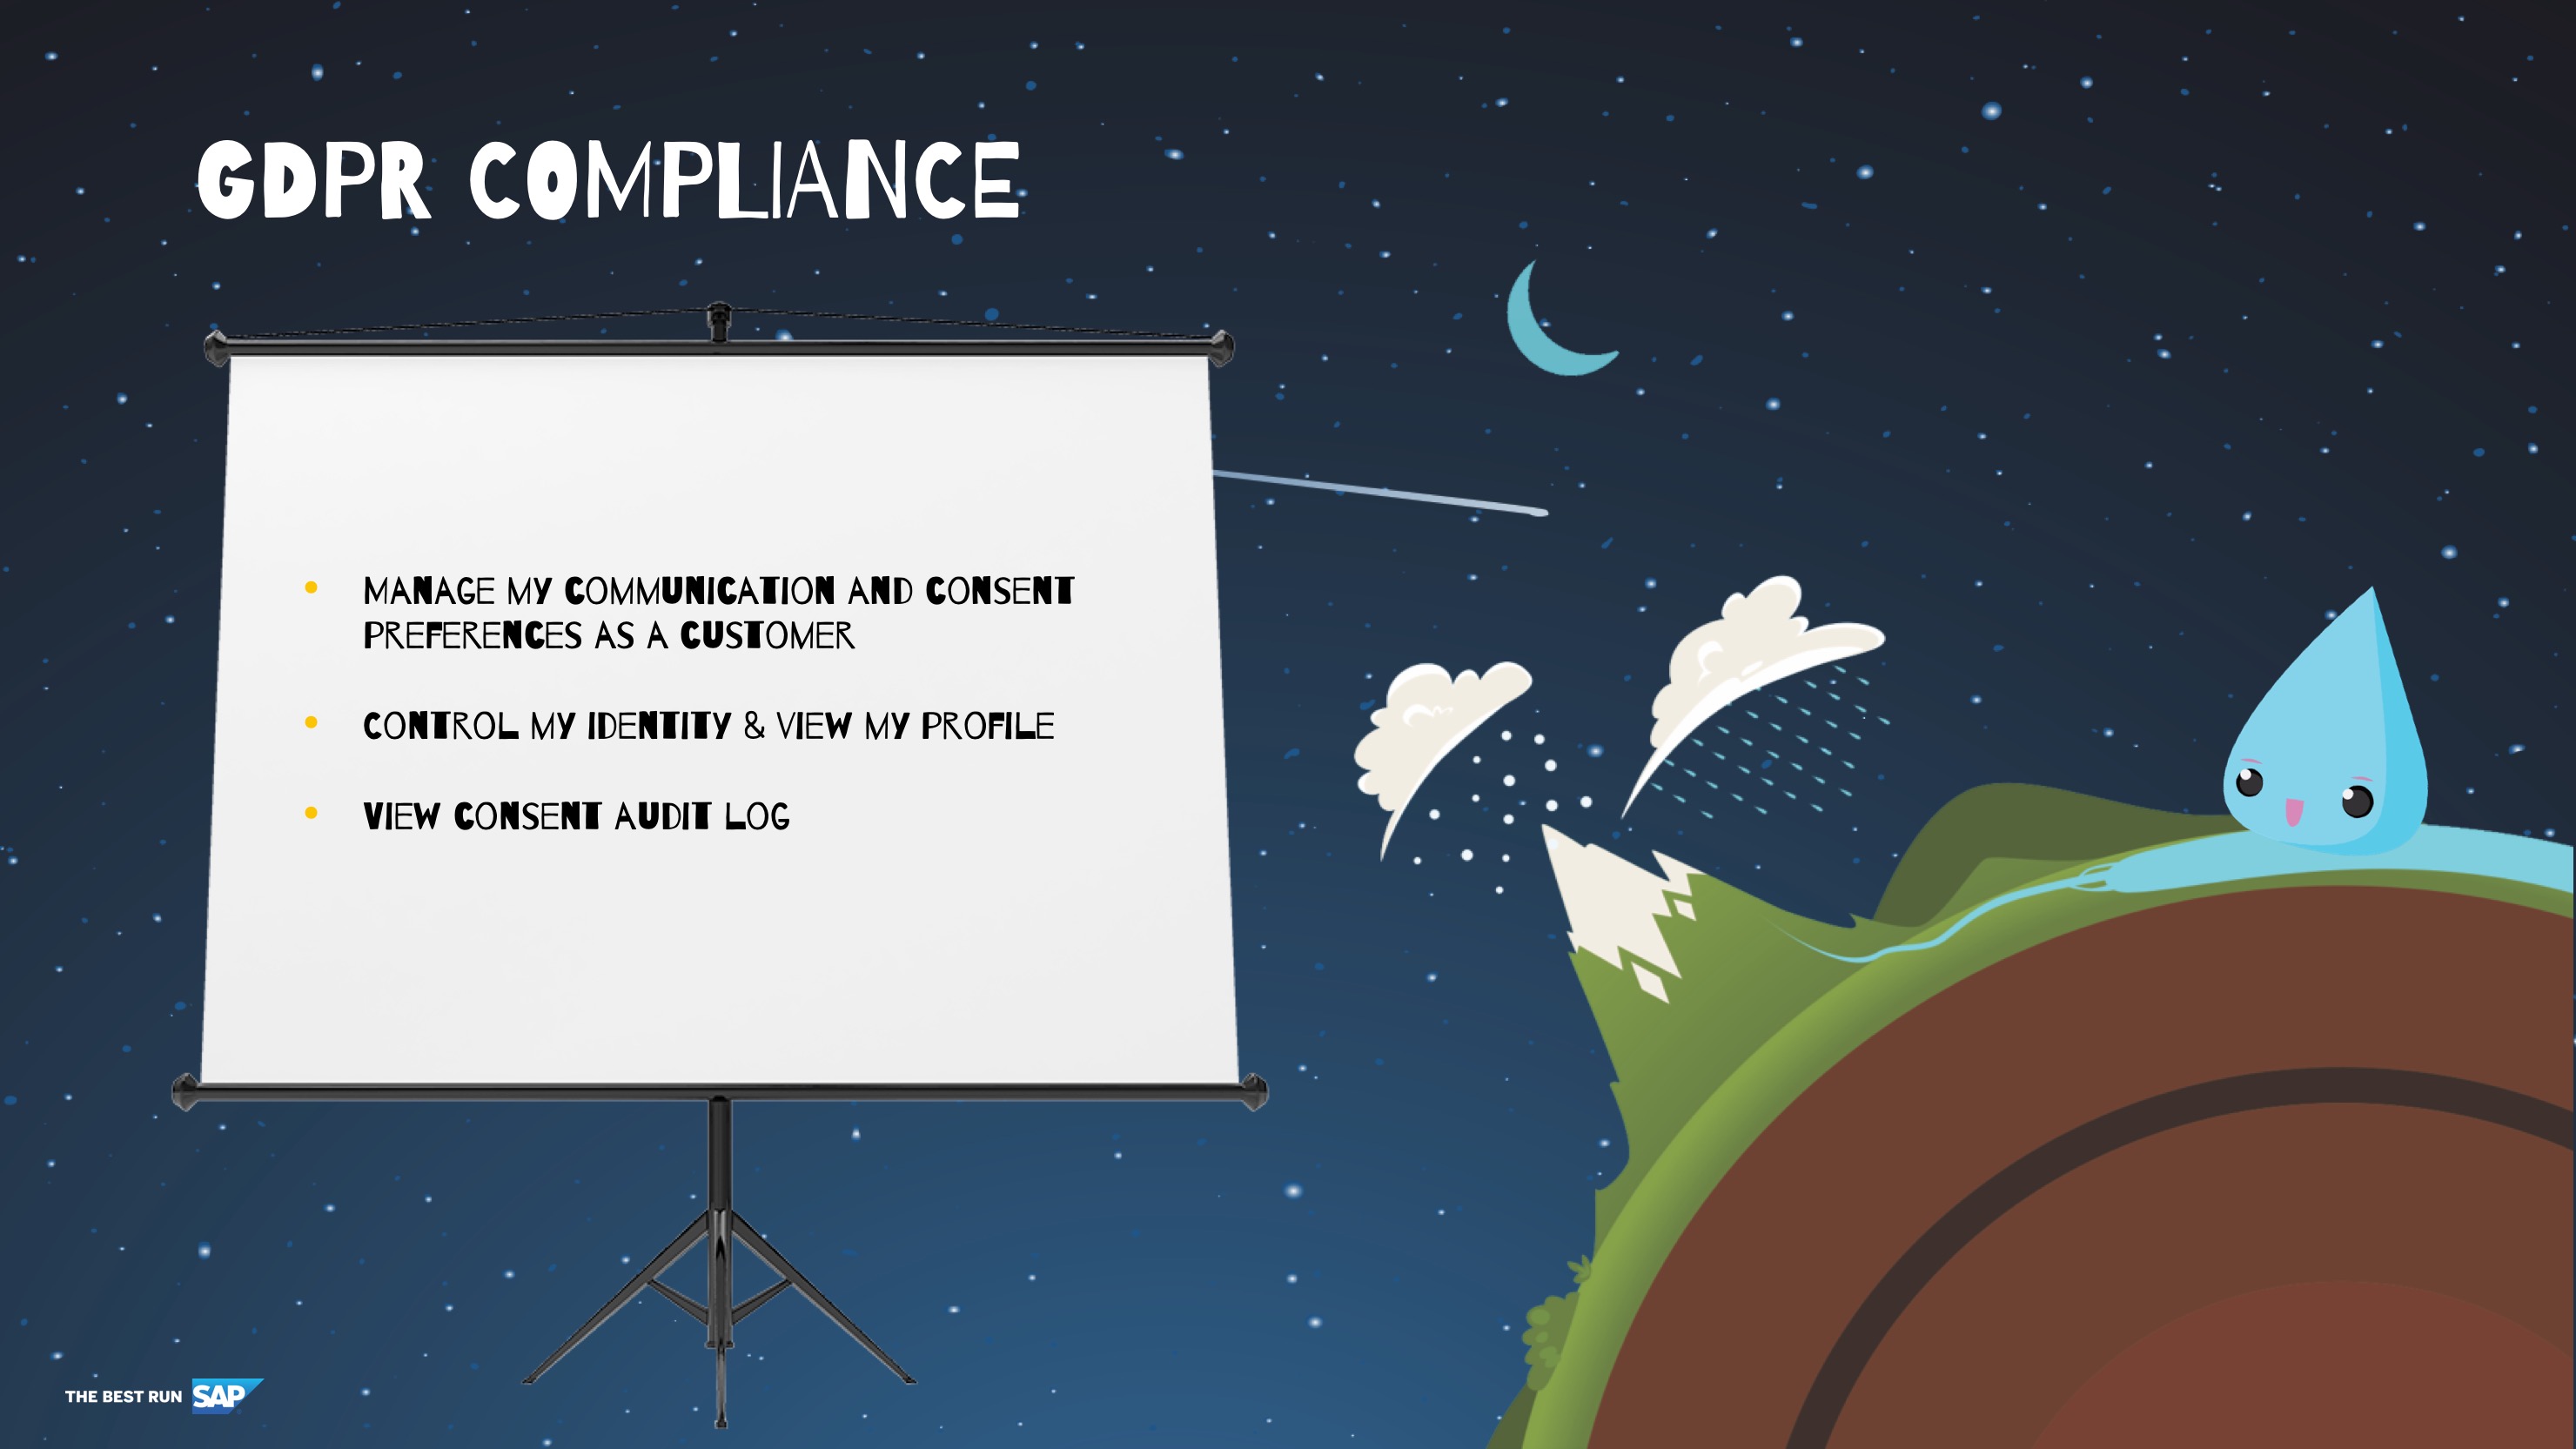 GDPR COMPLIANCE
• MANAGE MY COMMUNICATION AND CONSENT
PREFERENCES AS A CUSTOMER
• CONTROL MY IDENTITY & VIEW MY PROFILE
• VIEW CONSENT AUDIT LOG
THE BEST RUN SAP